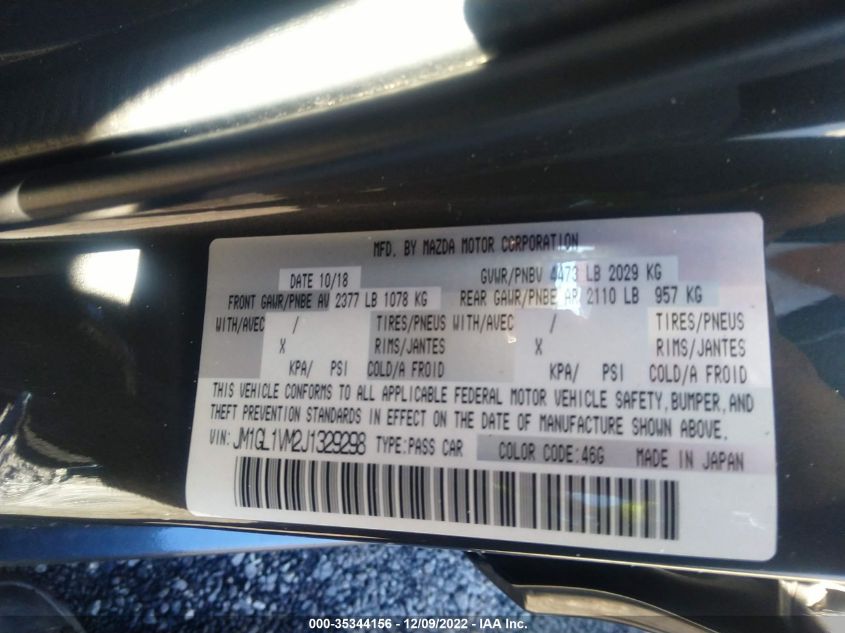 MFD. BY MAZDA MOTOR CORPORATION
DATE 10/18 GVWR/PNBV 4473 LB 2029 KG
FRONT GAWR/PNBE AV 2377 LB 1078 KG REAR GAWR/PNBE AR 2110 LB 957 KG
WITH/AVEC / TIRES/PNEUS WITH/AVEC / TIRES/PNEUS
X RIMS/JANTES X RIMS/JANTES
KPA/ PSI COLD/A FROID KPA/ PSI COLD/A FROID
THIS VEHICLE CONFORMS TO ALL APPLICABLE FEDERAL MOTOR VEHICLE SAFETY, BUMPER, AND
THEFT PREVENTION STANDARDS IN EFFECT ON THE DATE OF MANUFACTURE SHOWN ABOVE.
VIN: JM1GL1VM2J1329298 TYPE: PASS CAR COLOR CODE: 46G MADE IN JAPAN
000-35344156 - 12/09/2022 - IAA Inc.